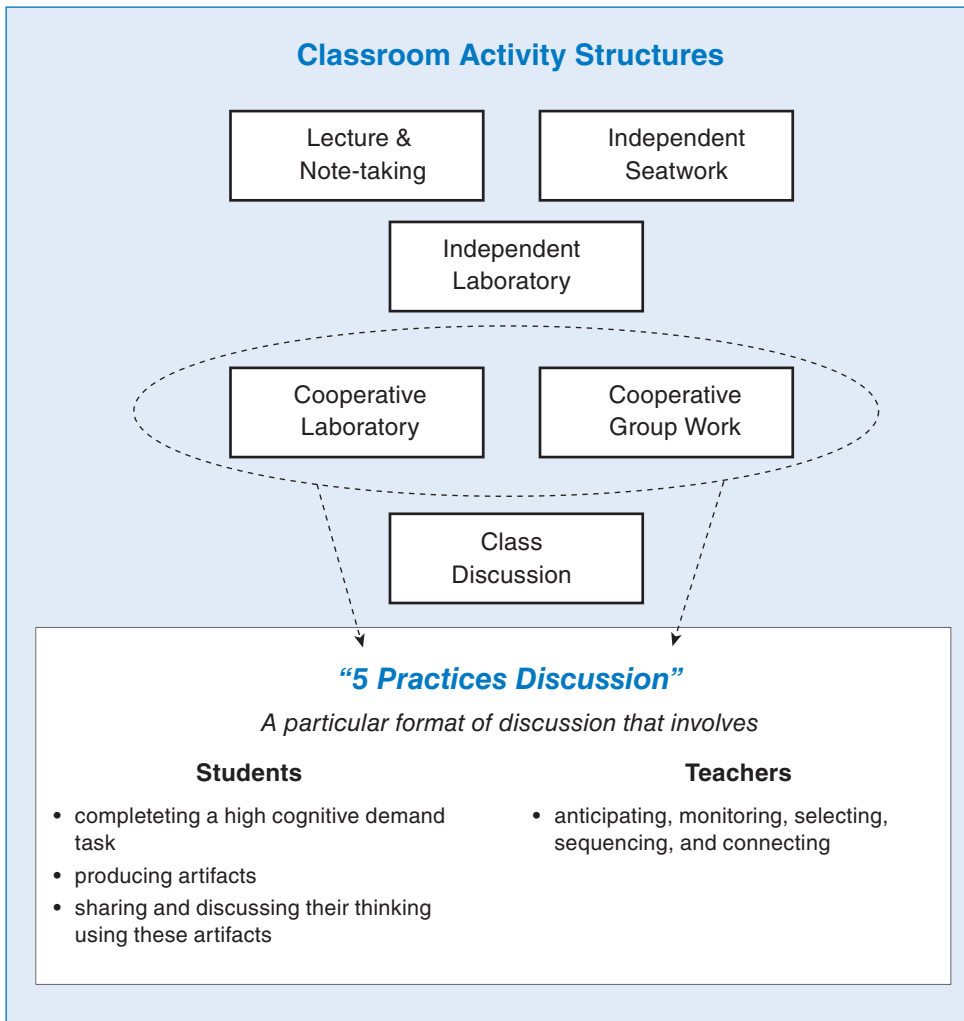 Classroom Activity Structures
Lecture &
Note-taking
Independent
Seatwork
Independent
Laboratory
Cooperative
Laboratory
Cooperative
Group Work
Class
Discussion
“5 Practices Discussion”
A particular format of discussion that involves
Students
• completeting a high cognitive demand
task
• producing artifacts
• sharing and discussing their thinking
using these artifacts
Teachers
• anticipating, monitoring, selecting,
sequencing, and connecting